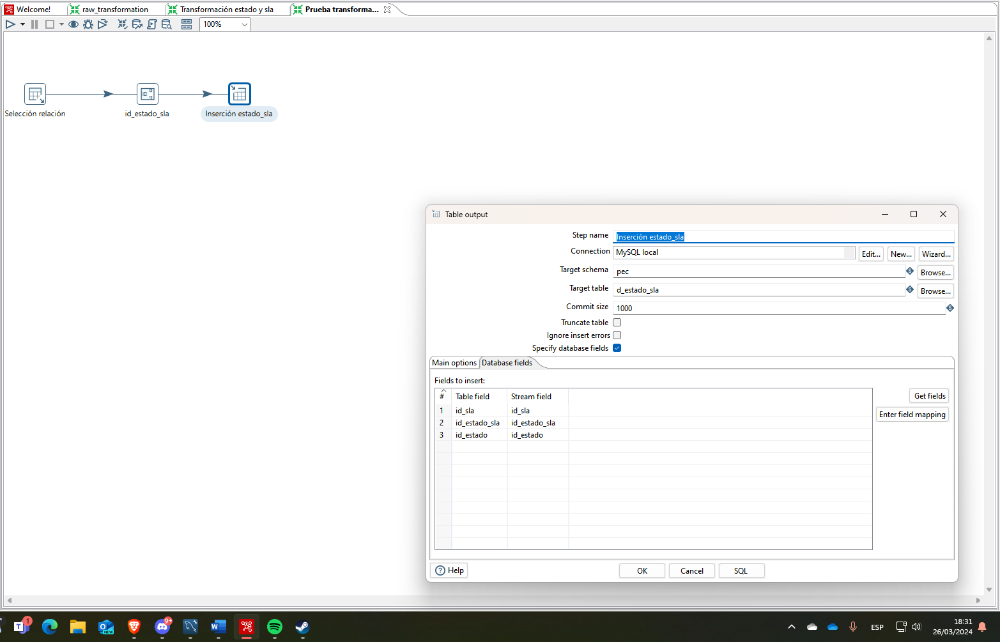 Welcome! raw_transformation Transformación estado y sla Prueba transforma...
100%
Selección relación id_estado_sla Inserción estado_sla
Table output
Step name Inserción estado_sla
Connection MySQL local Edit... New... Wizard...
Target schema pec Browse...
Target table d_estado_sla Browse...
Commit size 1000
Truncate table
Ignore insert errors
Specify database fields
Main options Database fields
Fields to insert:
# Table field Stream field Get fields
1 id_sla id_sla
Enter field mapping
2 id_estado_sla id_estado_sla
3 id_estado id_estado
Help OK Cancel SQL
1 9+
ESP
18:31
26/03/2024